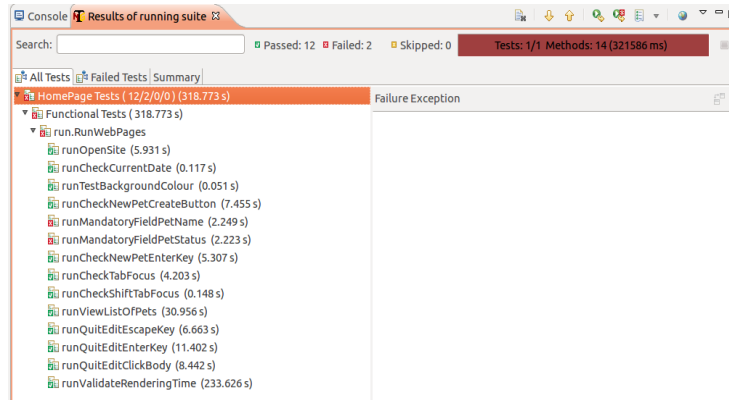 Console Results of running suite
Search: Passed: 12 Failed: 2 Skipped: 0 Tests: 1/1 Methods: 14 (321586 ms)
All Tests Failed Tests Summary
HomePage Tests ( 12/2/0/0 ) (318.773 s) Failure Exception
Functional Tests ( 318.773 s)
run.RunWebPages
runOpenSite (5.931 s)
runCheckCurrentDate (0.117 s)
runTestBackgroundColour (0.051 s)
runCheckNewPetCreateButton (7.455 s)
runMandatoryFieldPetName (2.249 s)
runMandatoryFieldPetStatus (2.223 s)
runCheckNewPetEnterKey (5.307 s)
runCheckTabFocus (4.203 s)
runCheckShiftTabFocus (0.148 s)
runViewListOfPets (30.956 s)
runQuitEditEscapeKey (6.663 s)
runQuitEditEnterKey (11.402 s)
runQuitEditClickBody (8.442 s)
runValidateRenderingTime (233.626 s)